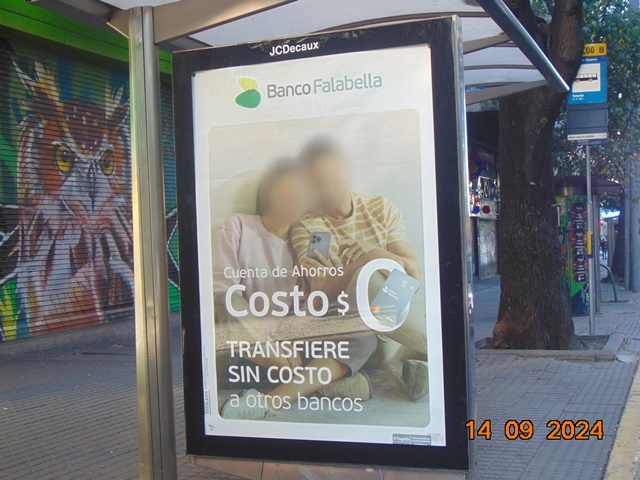 JCDecaux
Banco Falabella
Cuenta de Ahorros
Costo $0
TRANSFIERE
SIN COSTO
a otros bancos
14 09 2024